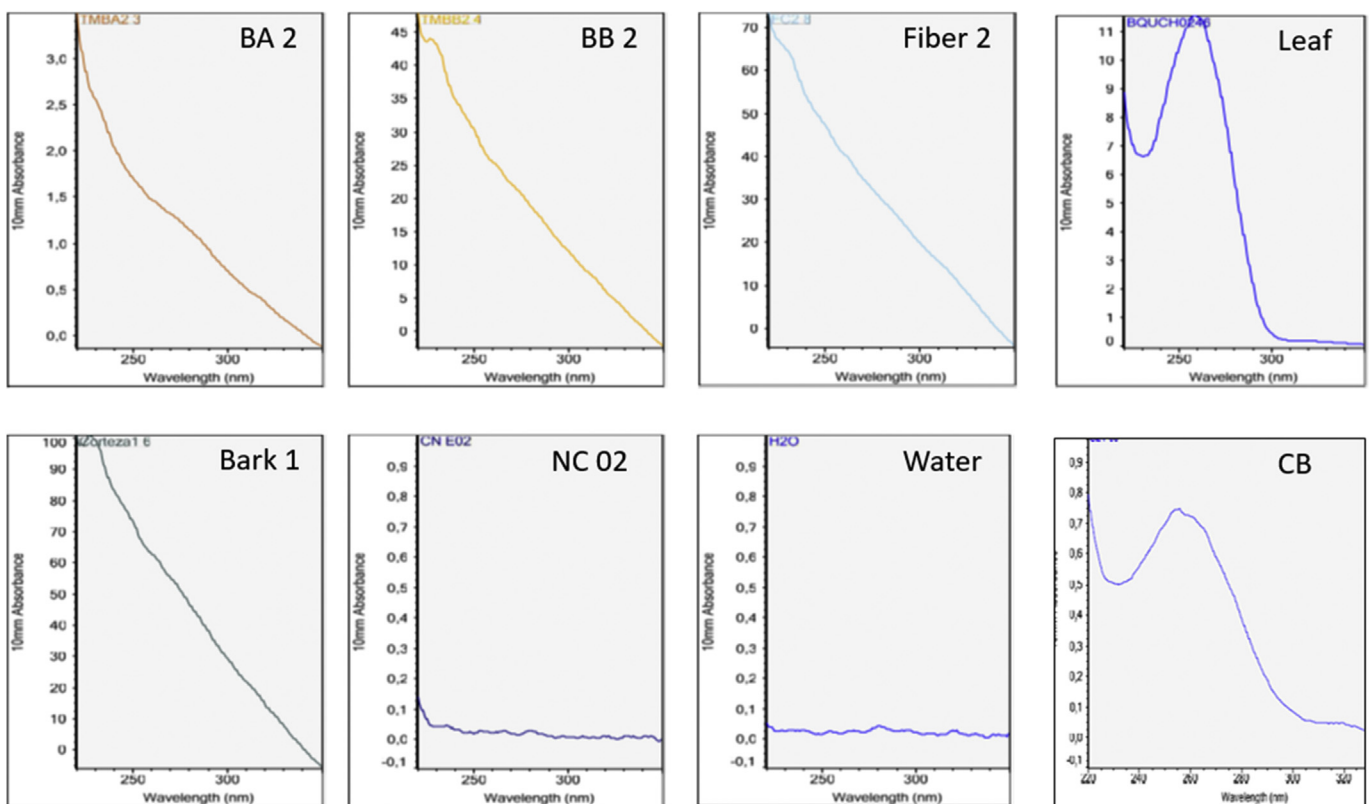 TMBA2 3
BA 2
3,0
2,5
2,0
1,5
1,0
0,5
0,0
10mm Absorbance
250 300
Wavelength (nm)
TMBB2 4
BB 2
45
40
35
30
25
20
15
10
5
0
10mm Absorbance
250 300
Wavelength (nm)
EC2 8
Fiber 2
70
60
50
40
30
20
10
0
10mm Absorbance
250 300
Wavelength (nm)
BQUCH0246
Leaf
11
10
9
8
7
6
5
4
3
2
1
0
10mm Absorbance
250 300
Wavelength (nm)
Corteza1 6
Bark 1
100
90
80
70
60
50
40
30
20
10
0
10mm Absorbance
250 300
Wavelength (nm)
CN E02
NC 02
0,9
0,8
0,7
0,6
0,5
0,4
0,3
0,2
0,1
0,0
-0,1
10mm Absorbance
250 300
Wavelength (nm)
H2O
Water
0,9
0,8
0,7
0,6
0,5
0,4
0,3
0,2
0,1
0,0
-0,1
10mm Absorbance
250 300
Wavelength (nm)
CB
0,9
0,8
0,7
0,6
0,5
0,4
0,3
0,2
0,1
0,0
-0,1
220 240 260 280 300 320
Wavelength (nm)